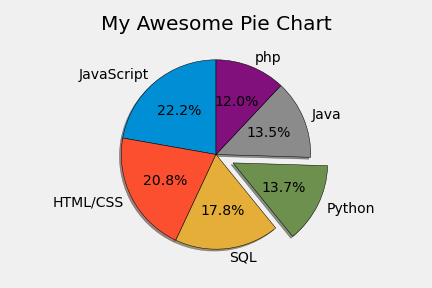 My Awesome Pie Chart
php
JavaScript
12.0%
22.2%
Java
13.5%
20.8%
13.7%
HTML/CSS
Python
17.8%
SQL